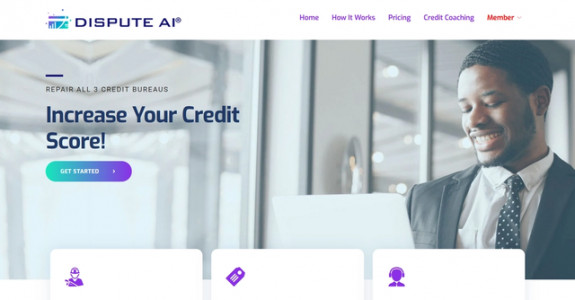 DISPUTE AI®
Home How It Works Pricing Credit Coaching Member
REPAIR ALL 3 CREDIT BUREAUS
Increase Your Credit
Score!
GET STARTED